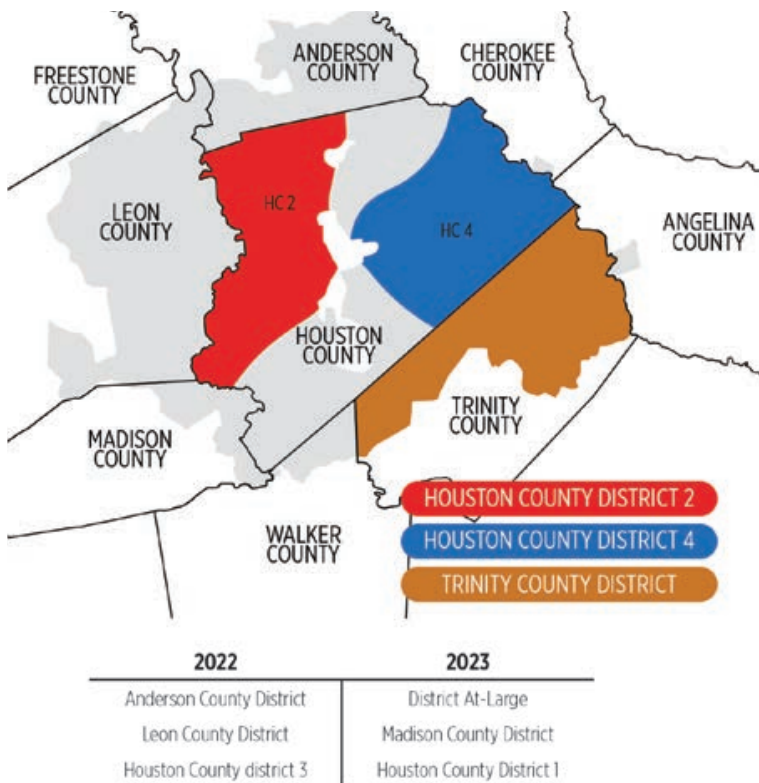 ANDERSON
COUNTY
CHEROKEE
COUNTY
FREESTONE
COUNTY
HC 2
LEON
COUNTY
HC 4
ANGELINA
COUNTY
HOUSTON
COUNTY
TRINITY
COUNTY
MADISON
COUNTY
WALKER
COUNTY
HOUSTON COUNTY DISTRICT 2
HOUSTON COUNTY DISTRICT 4
TRINITY COUNTY DISTRICT
2022 2023
Anderson County District District At-Large
Leon County District Madison County District
Houston County district 3 Houston County District 1